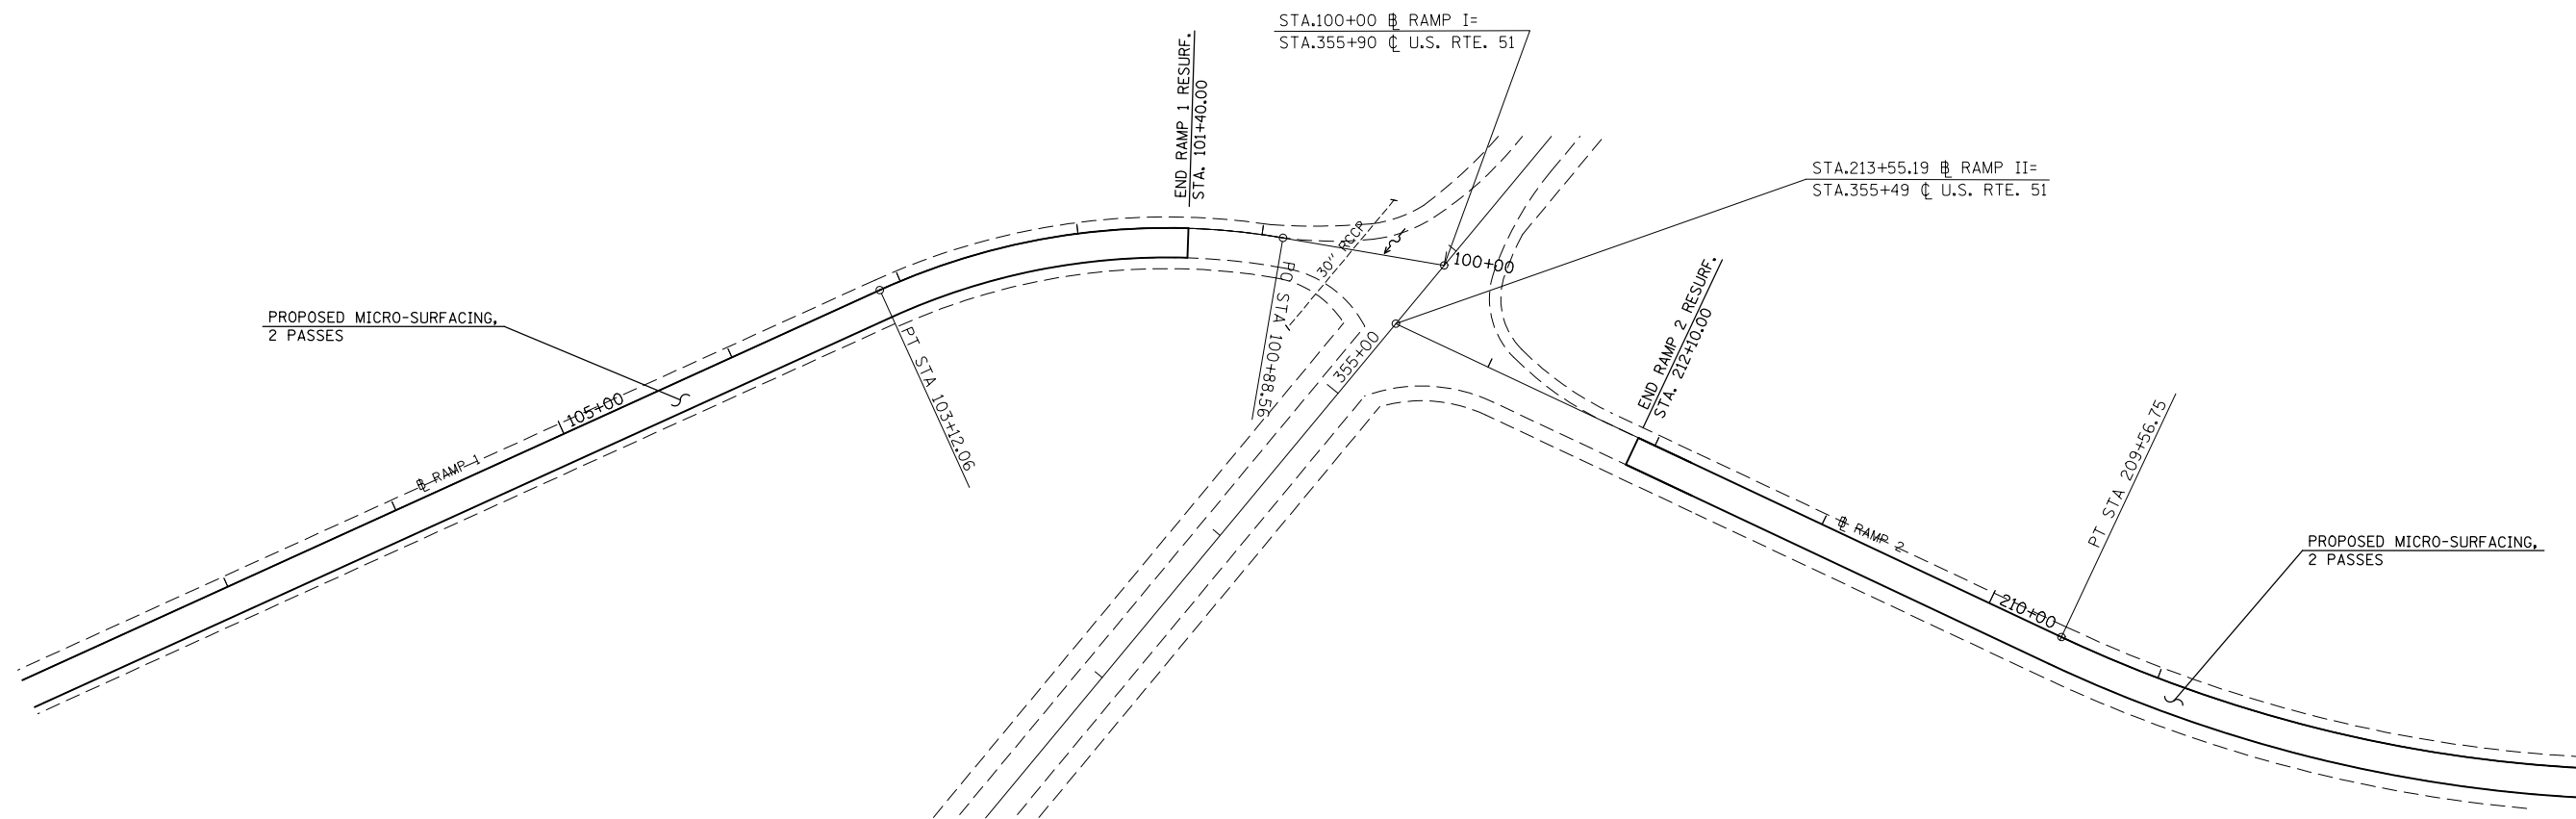 STA.100+00 ⅊ RAMP I=
STA.355+90 ℄ U.S. RTE. 51
END RAMP 1 RESURF.
STA. 101+40.00
STA.213+55.19 ⅊ RAMP II=
STA.355+49 ℄ U.S. RTE. 51
30" RCCP
100+00
PROPOSED MICRO-SURFACING,
2 PASSES
PT STA 103+12.06
STA 100+88.56
355+00
END RAMP 2 RESURF.
STA. 212+10.00
105+00
RAMP 1
PT STA 209+56.75
RAMP 2
210+00
PROPOSED MICRO-SURFACING,
2 PASSES